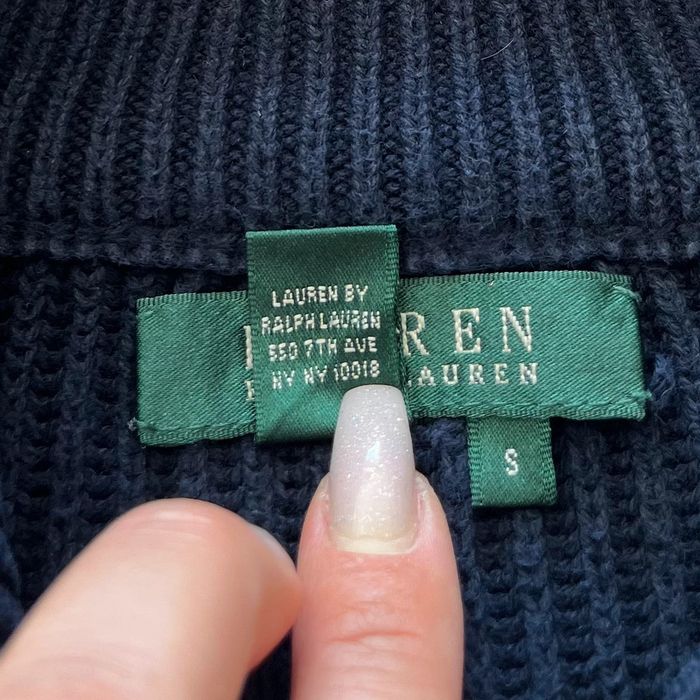 LAUREN BY
RALPH LAUREN
550 7TH AVE
NY NY 10018
REN
LAUREN
S